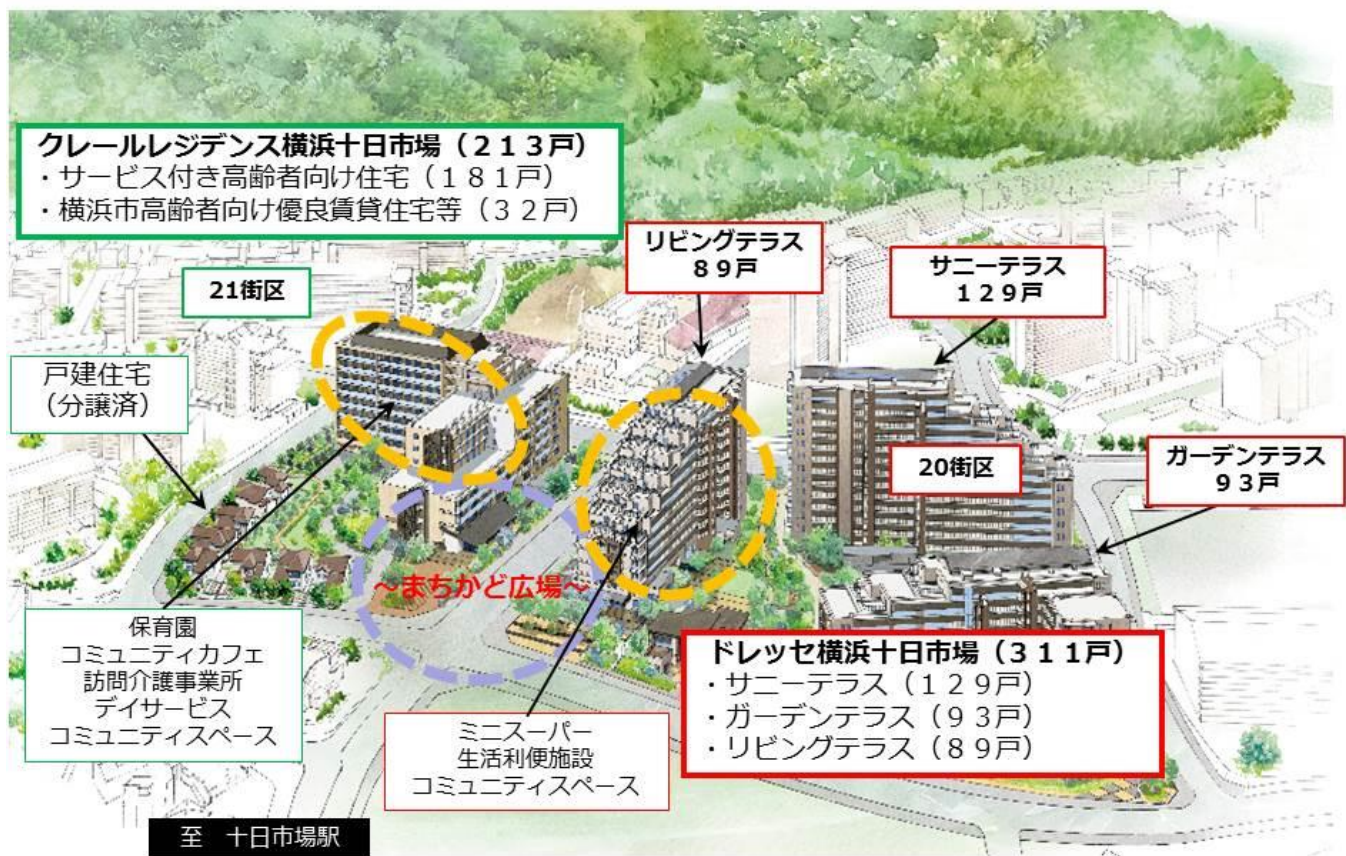 クレールレジデンス横浜十日市場（２１３戸）
・サービス付き高齢者向け住宅（１８１戸）
・横浜市高齢者向け優良賃貸住宅等（３２戸）
リビングテラス
８９戸
サニーテラス
１２９戸
21街区
戸建住宅
（分譲済）
20街区
ガーデンテラス
９３戸
～まちかど広場～
保育園
コミュニティカフェ
訪問介護事業所
デイサービス
コミュニティスペース
ミニスーパー
生活利便施設
コミュニティスペース
ドレッセ横浜十日市場（３１１戸）
・サニーテラス（１２９戸）
・ガーデンテラス（９３戸）
・リビングテラス（８９戸）
至　十日市場駅